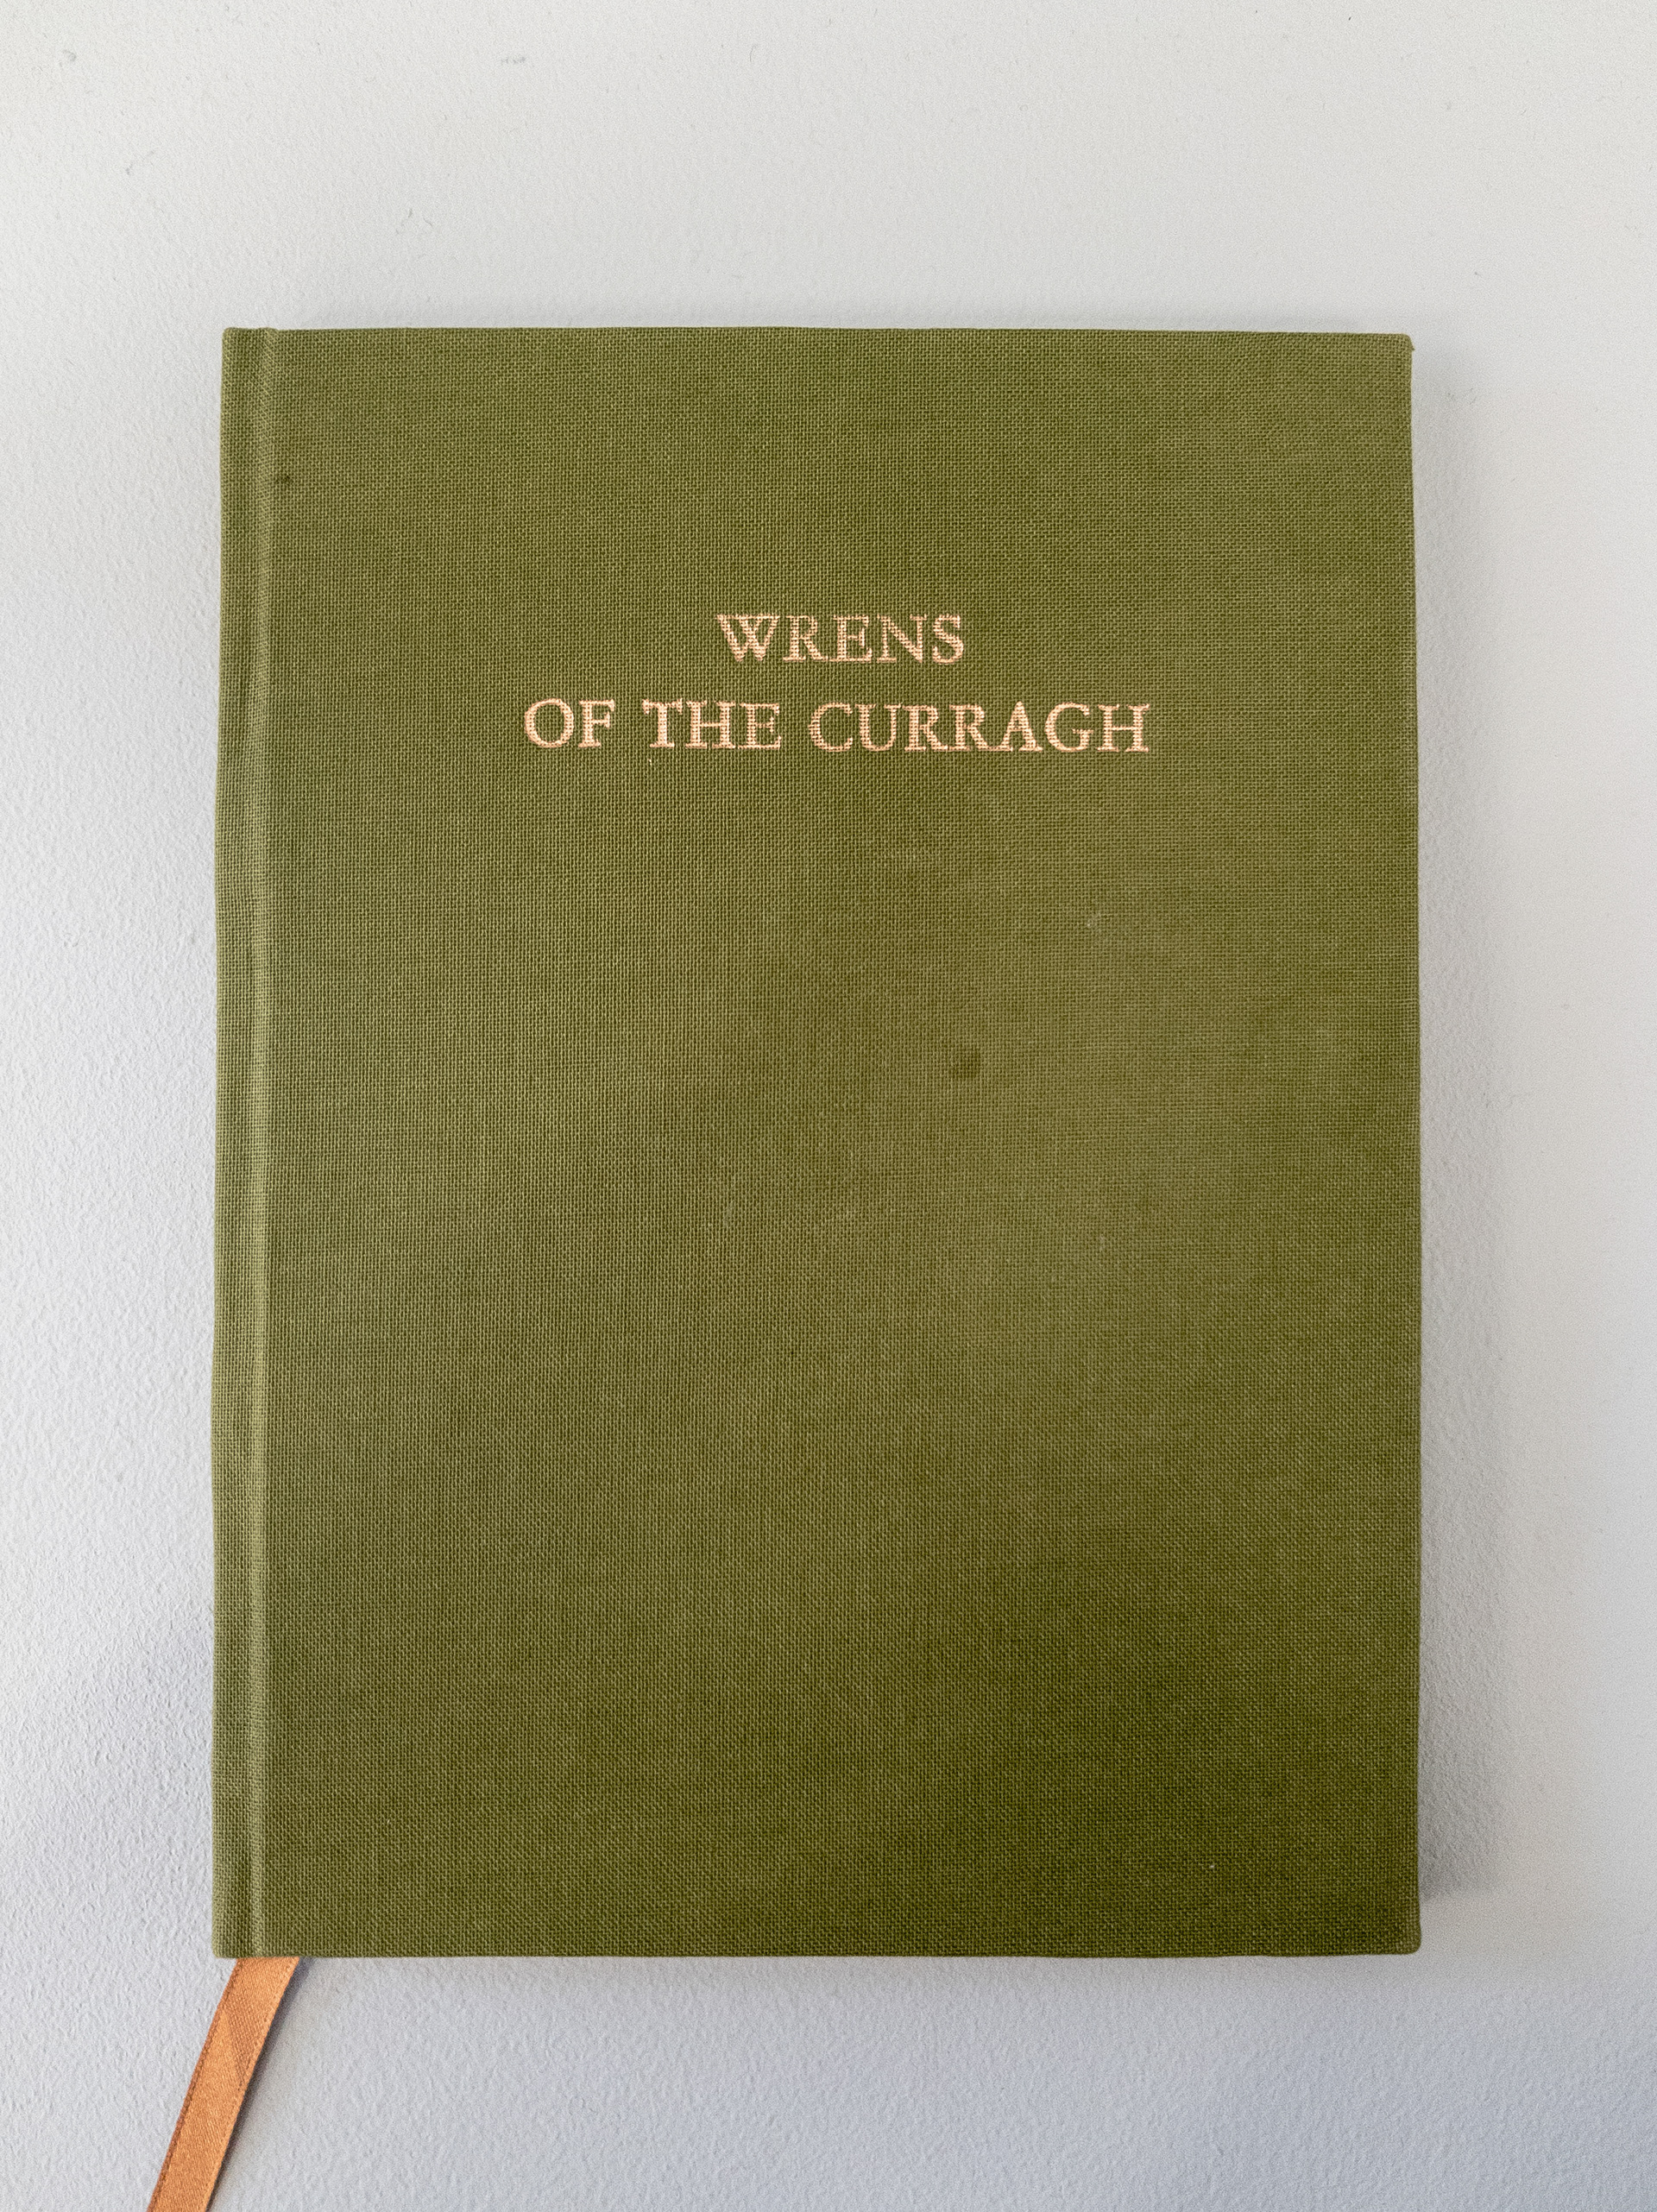 WRENS
OF THE CURRAGH